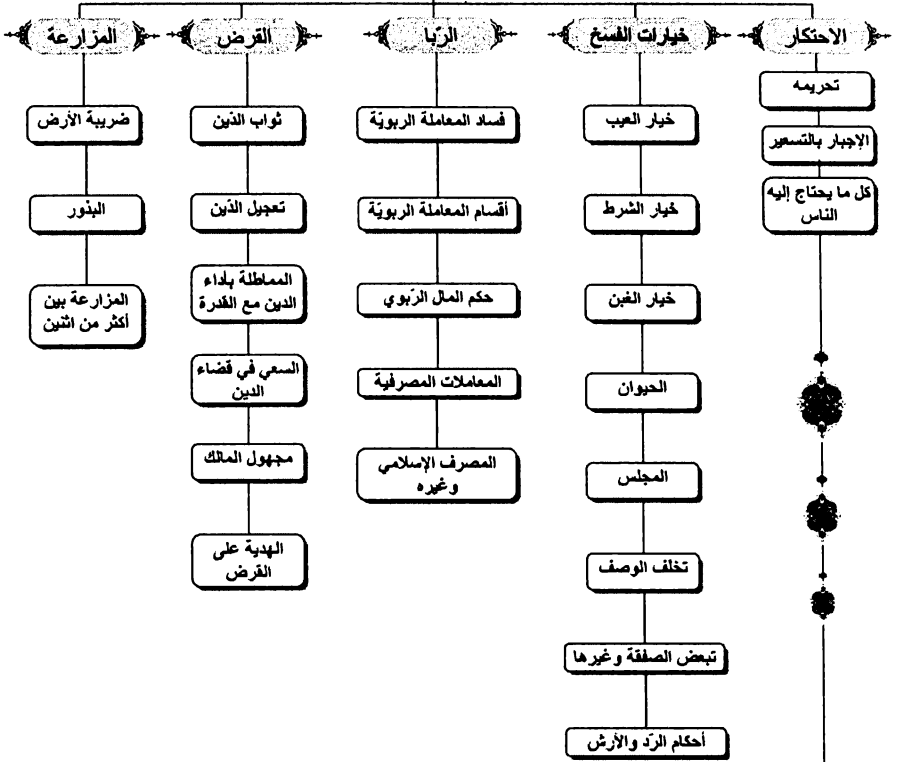 الاحتكار
تحريمه
الإجبار بالتسعير
كل ما يحتاج إليه
الناس
خيارات الفسخ
خيار العيب
خيار الشرط
خيار الغبن
الحيوان
المجلس
تخلف الوصف
تبعض الصفقة وغيرها
أحكام الرّد والأرش
الرّبا
فساد المعاملة الربويّة
أقسام المعاملة الربويّة
حكم المال الرّبوي
المعاملات المصرفية
المصرف الإسلامي
وغيره
القرض
ثواب الدّين
تعجيل الدّين
المماطلة بأداء
الدين مع القدرة
السعي في قضاء
الدين
مجهول المالك
الهدية على
القرض
المزارعة
ضريبة الأرض
البذور
المزارعة بين
أكثر من اثنين